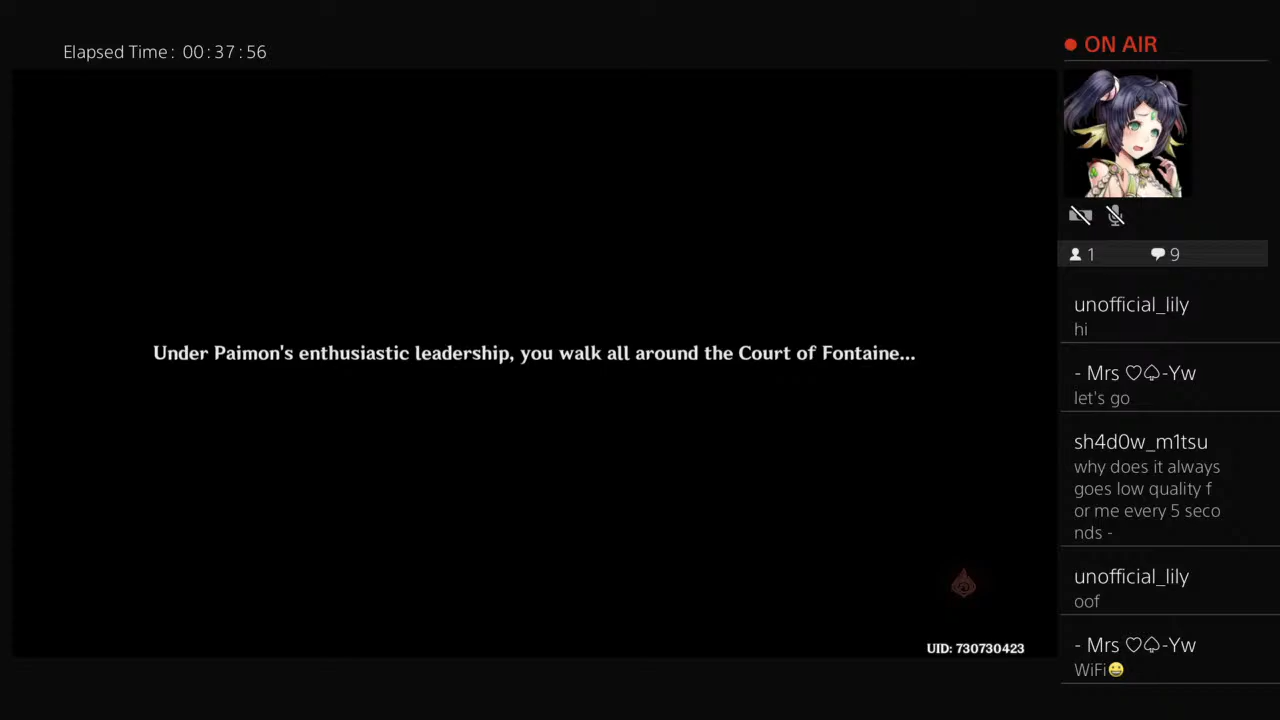 Elapsed Time: 00:37:56
ON AIR
1 9
unofficial_lily
hi
- Mrs ♡♤-Yw
let's go
sh4d0w_m1tsu
why does it always
goes low quality f
or me every 5 seco
nds -
unofficial_lily
oof
- Mrs ♡♤-Yw
WiFi😀
Under Paimon's enthusiastic leadership, you walk all around the Court of Fontaine...
UID: 730730423